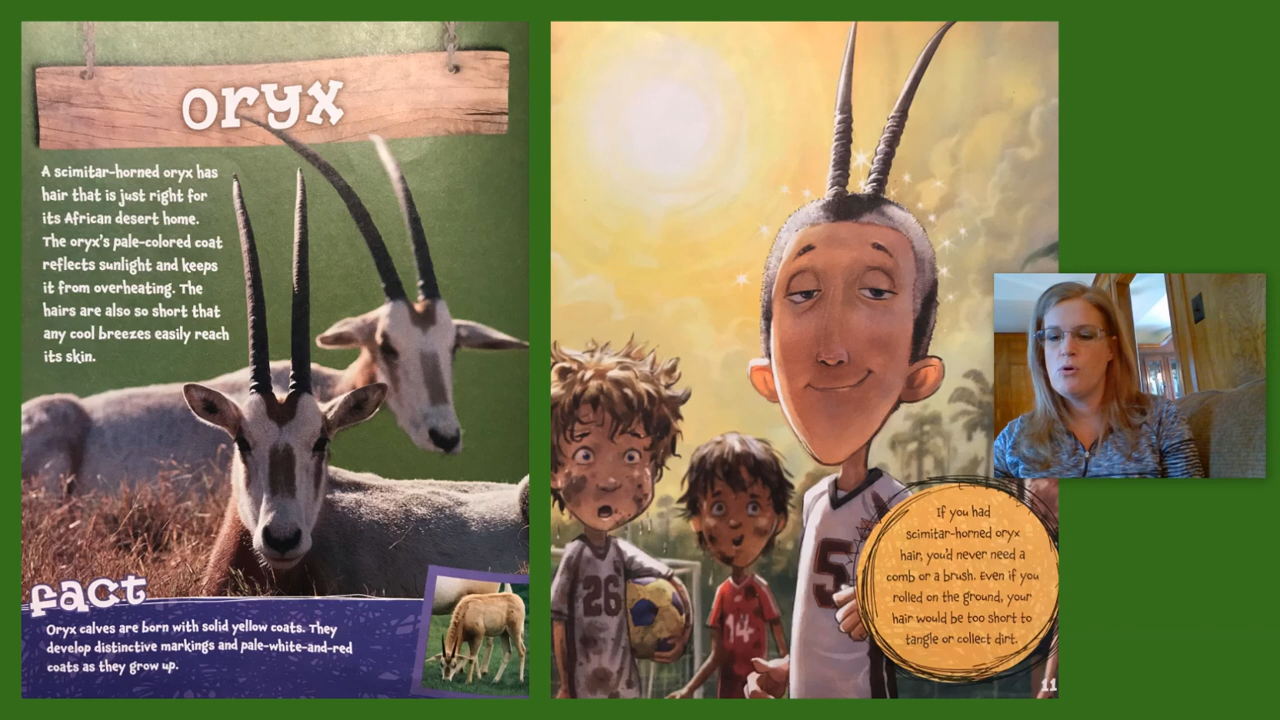 oryx
A scimitar-horned oryx has
hair that is just right for
its African desert home.
The oryx's pale-colored coat
reflects sunlight and keeps
it from overheating. The
hairs are also so short that
any cool breezes easily reach
its skin.
fact
Oryx calves are born with solid yellow coats. They
develop distinctive markings and pale-white-and-red
coats as they grow up.
26
14
5
If you had
scimitar-horned oryx
hair, you'd never need a
comb or a brush. Even if you
rolled on the ground, your
hair would be too short to
tangle or collect dirt.
11